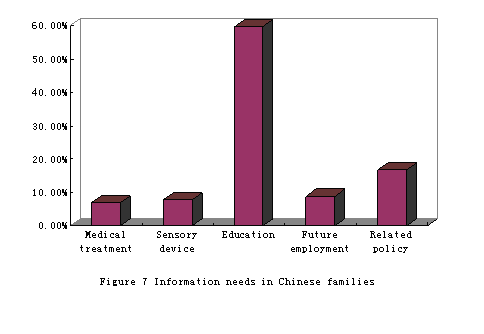 60.00%
50.00%
40.00%
30.00%
20.00%
10.00%
0.00%
Medical treatment
Sensory device
Education
Future employment
Related policy
Figure 7 Information needs in Chinese families